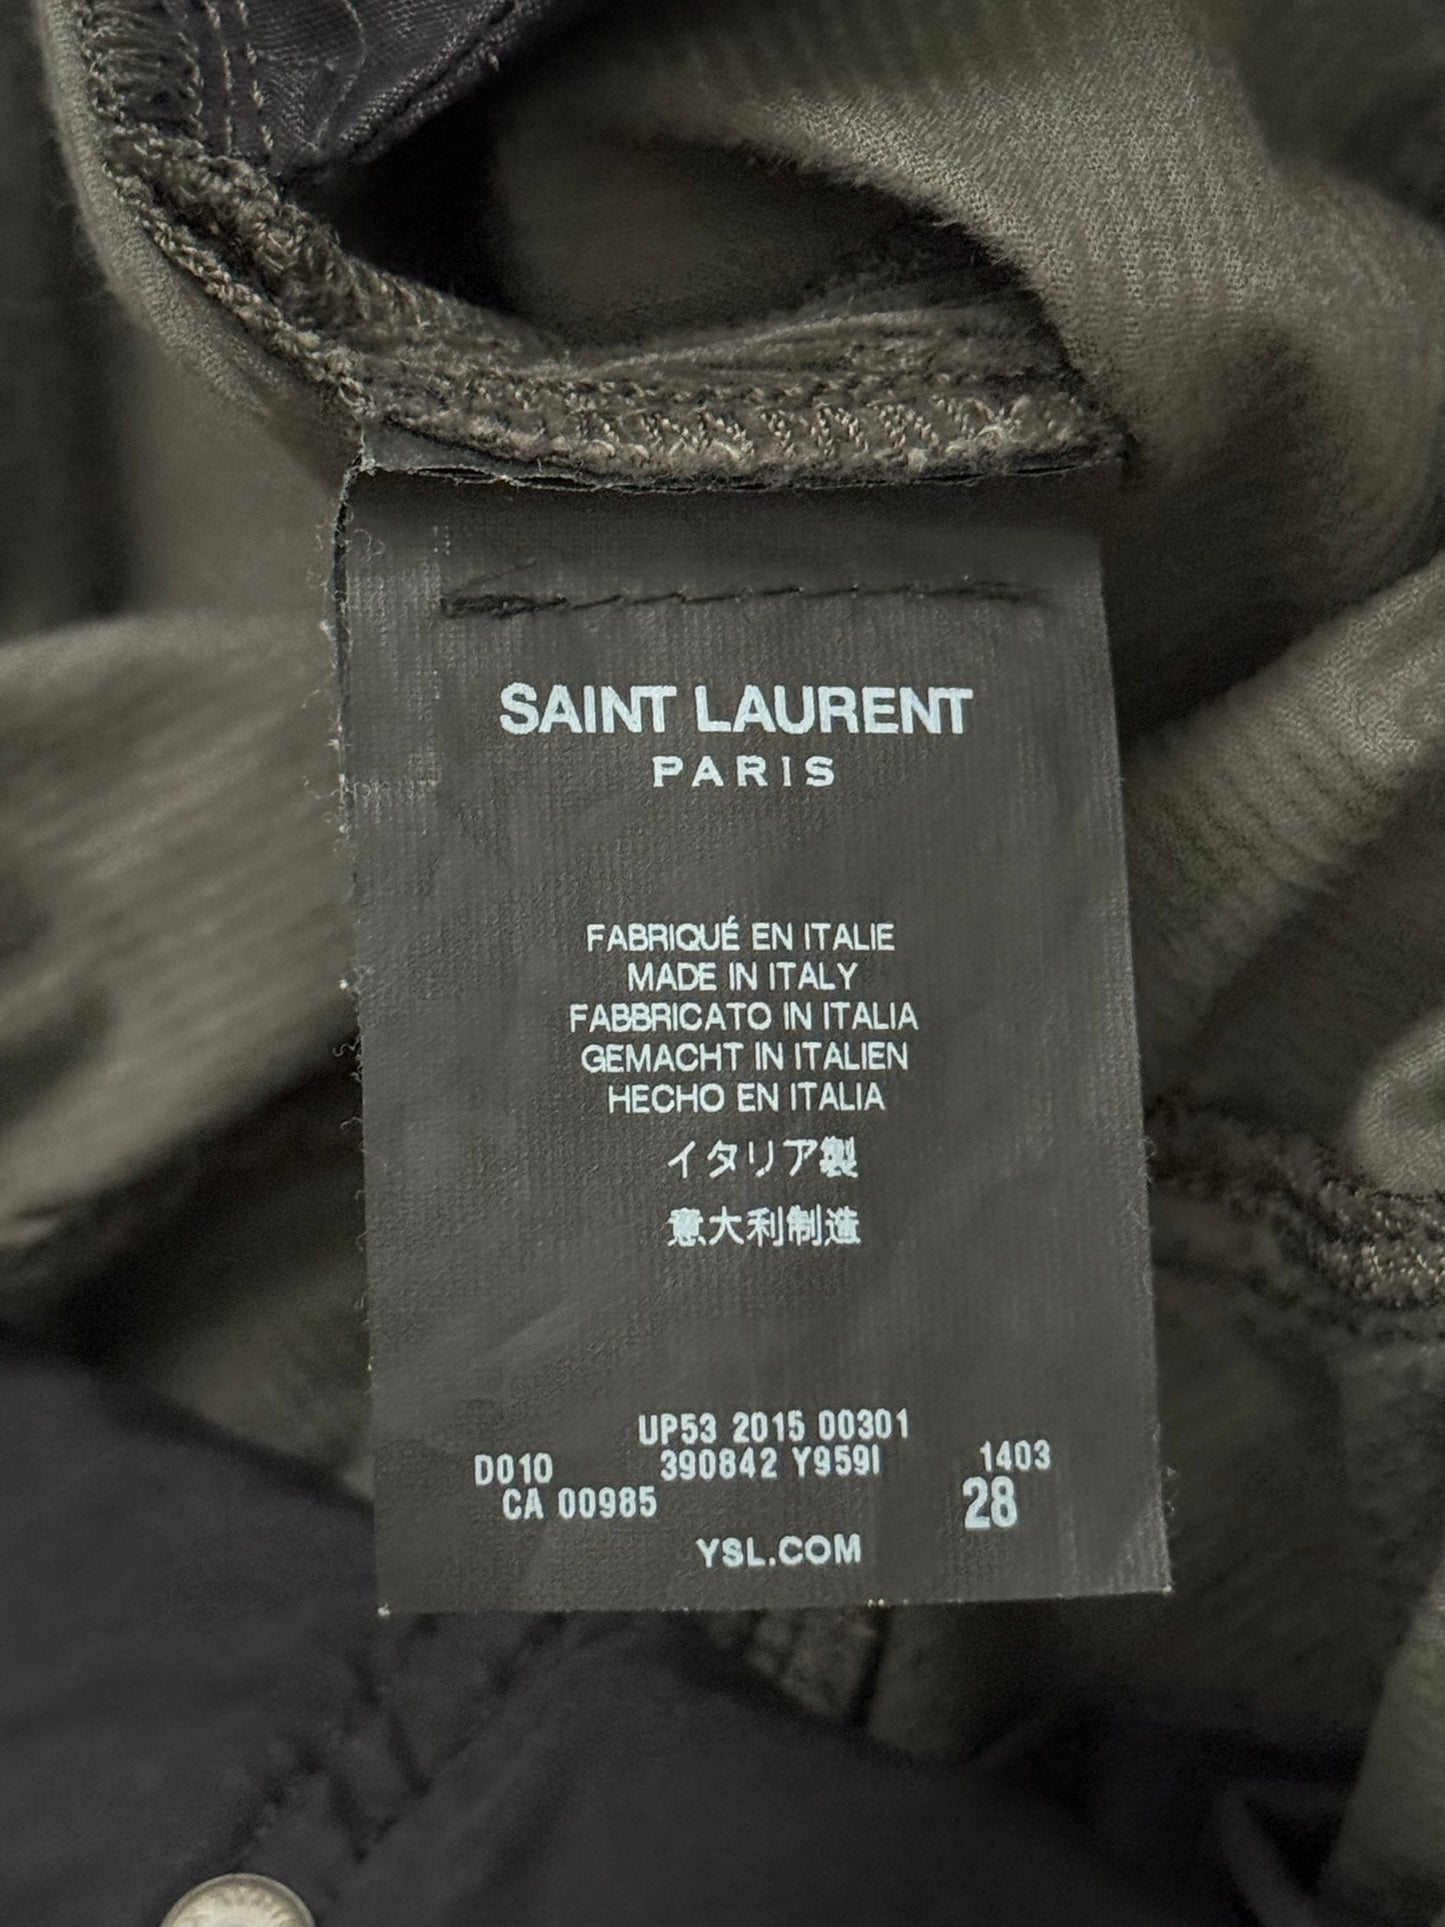 SAINT LAURENT
PARIS
FABRIQUÉ EN ITALIE
MADE IN ITALY
FABBRICATO IN ITALIA
GEMACHT IN ITALIEN
HECHO EN ITALIA
イタリア製
意大利制造
UP53 2015 00301
D010 390842 Y959I 1403
CA 00985 28
YSL.COM